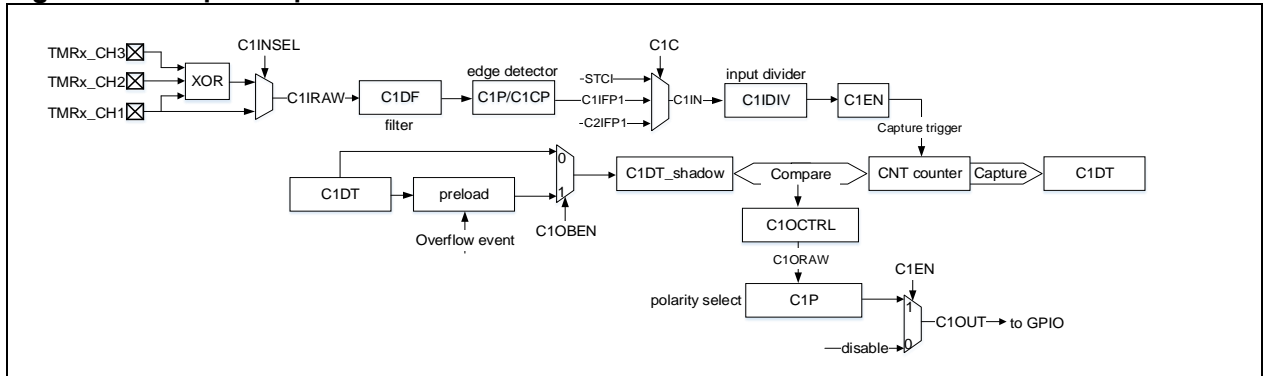 C1INSEL
C1C
TMRx_CH3
TMRx_CH2
TMRx_CH1
XOR
C1IRAW
C1DF
filter
edge detector
C1P/C1CP
STCI
C1IFP1
C2IFP1
C1IN
input divider
C1IDIV
C1EN
Capture trigger
C1DT
preload
Overflow event
0
1
C1OBEN
C1DT_shadow
Compare
CNT counter
Capture
C1DT
C1OCTRL
C1ORAW
polarity select
C1P
C1EN
1
0
disable
C1OUT
to GPIO